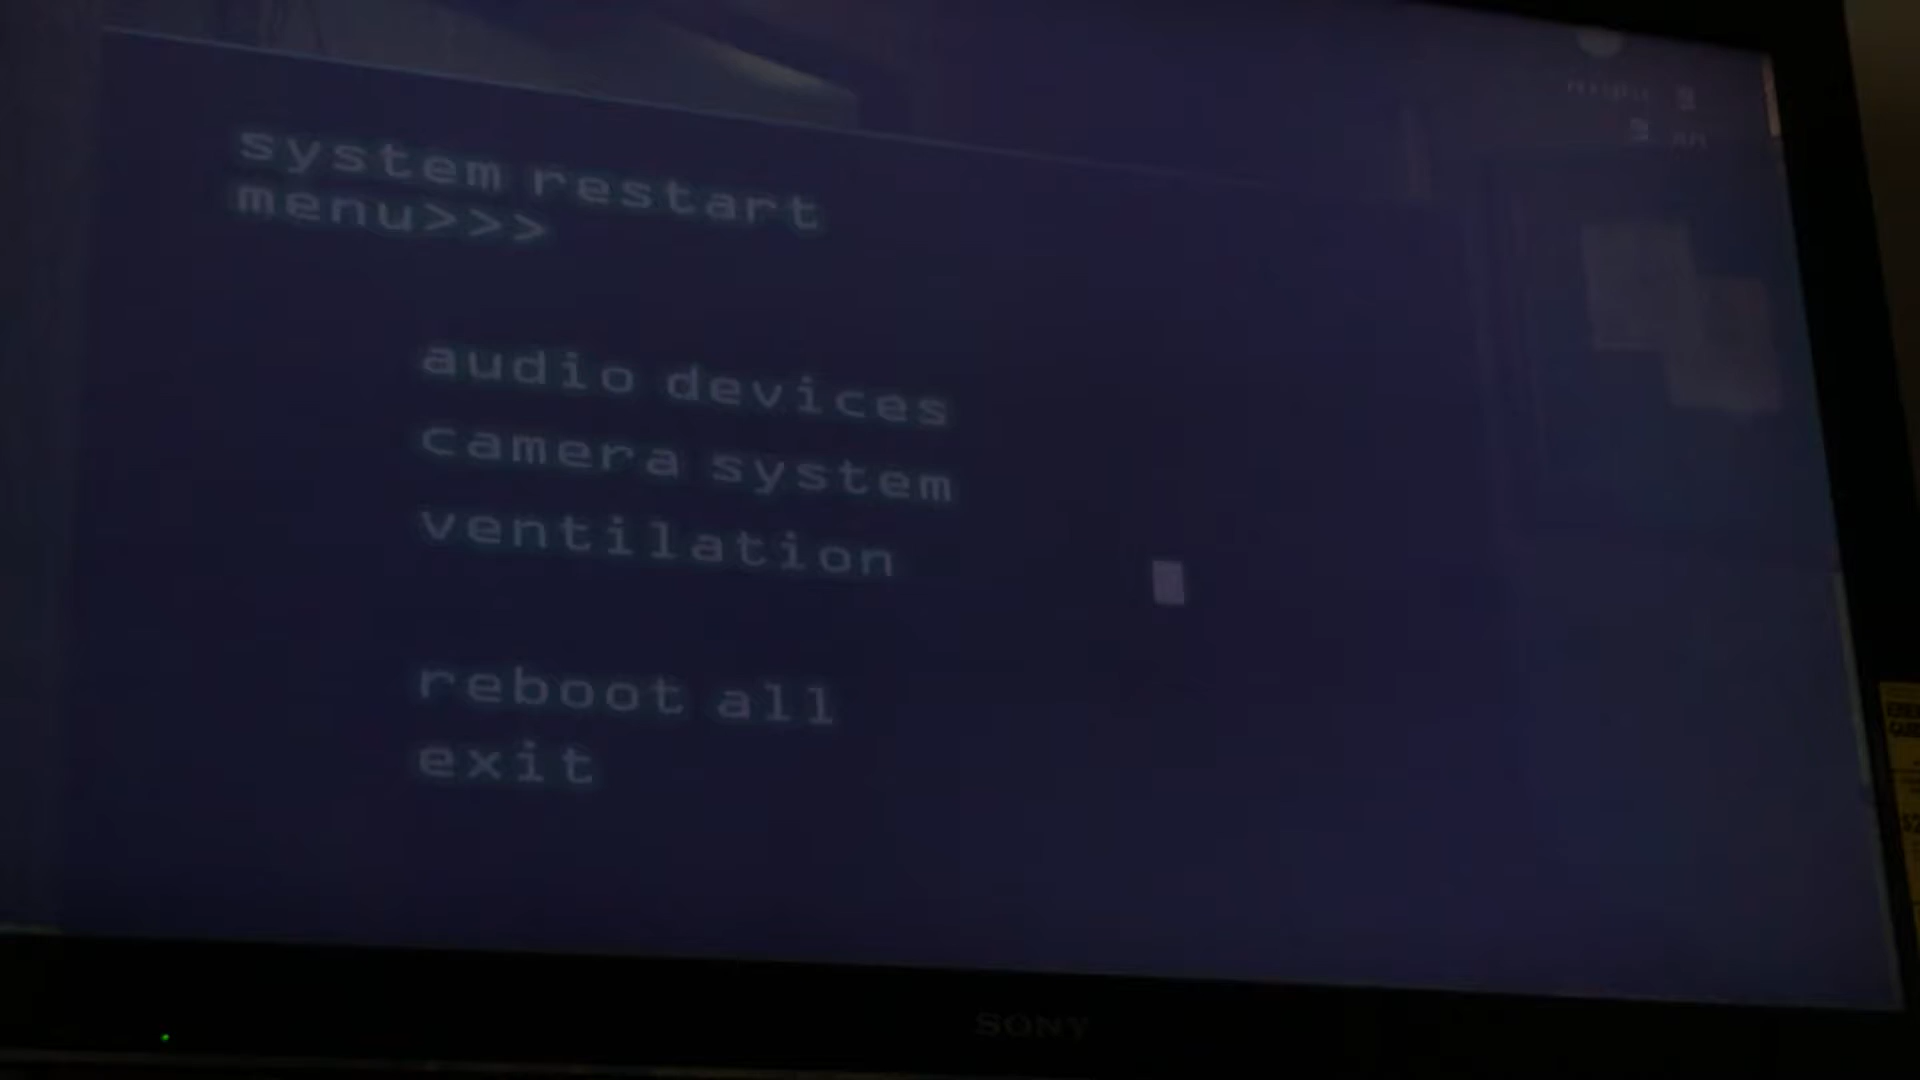 system restart
menu>>>
audio devices
camera system
ventilation
reboot all
exit
SONY